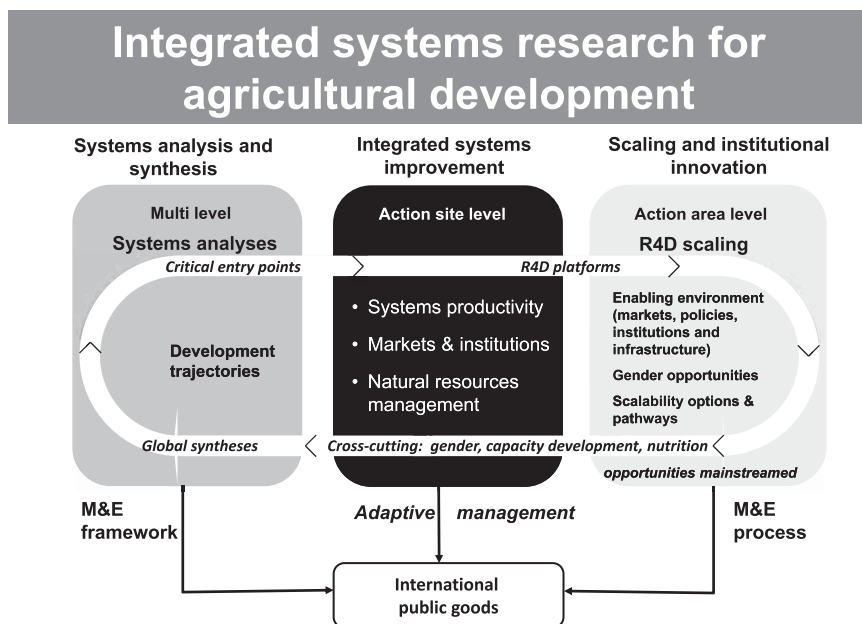 Integrated systems research for
agricultural development
Systems analysis and
synthesis
Integrated systems
improvement
Scaling and institutional
innovation
Multi level
Systems analyses
Action site level
Action area level
R4D scaling
Critical entry points
R4D platforms
• Systems productivity
• Markets & institutions
• Natural resources
management
Development
trajectories
Enabling environment
(markets, policies,
institutions and
infrastructure)
Gender opportunities
Scalability options &
pathways
Global syntheses
Cross-cutting: gender, capacity development, nutrition
opportunities mainstreamed
M&E
framework
Adaptive management
M&E
process
International
public goods